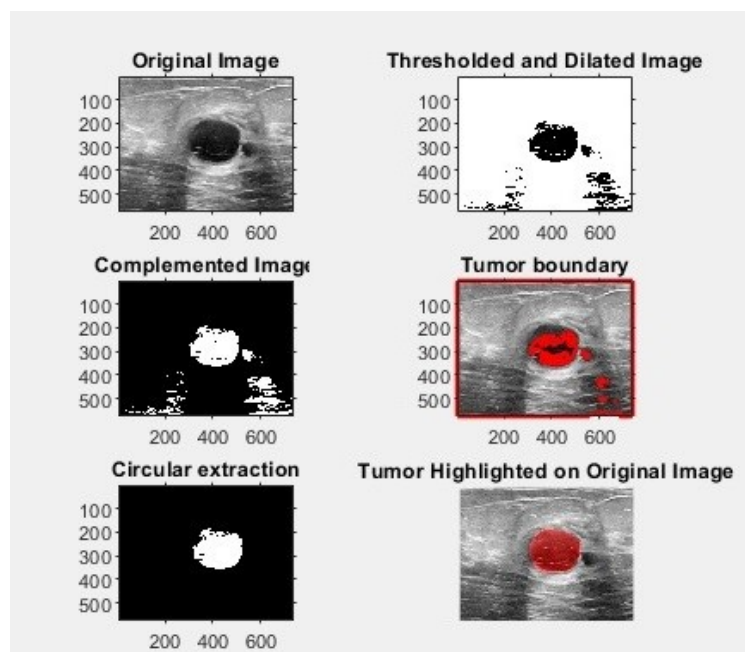 Original Image
Thresholded and Dilated Image
100
200
300
400
500
200 400 600
100
200
300
400
500
200 400 600
Complemented Image
Tumor boundary
100
200
300
400
500
200 400 600
100
200
300
400
500
200 400 600
Circular extraction
Tumor Highlighted on Original Image
100
200
300
400
500
200 400 600